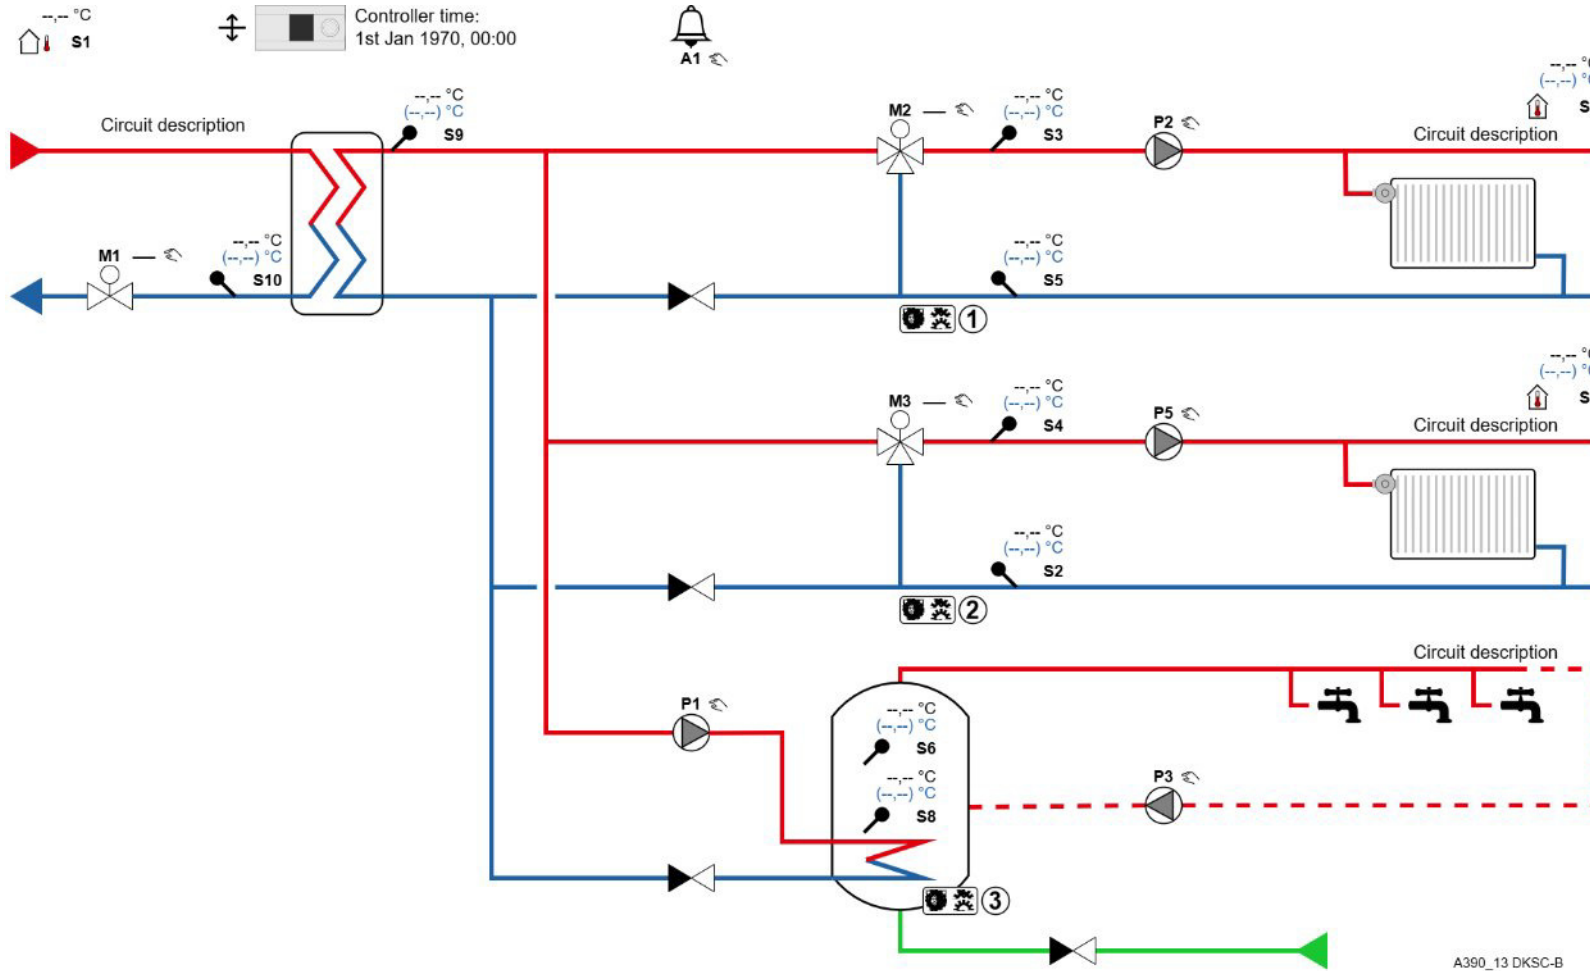 --,-- °C
S1
Controller time:
1st Jan 1970, 00:00
A1
--,-- °C
(--,--) °C
S9
Circuit description
M2
--,-- °C
(--,--) °C
S3
P2
--,-- °C
(--,--) °C
S
Circuit description
M1
--,-- °C
(--,--) °C
S10
--,-- °C
(--,--) °C
S5
1
M3
--,-- °C
(--,--) °C
S4
P5
--,-- °C
(--,--) °C
S
Circuit description
--,-- °C
(--,--) °C
S2
2
Circuit description
P1
--,-- °C
(--,--) °C
S6
--,-- °C
(--,--) °C
S8
P3
3
A390_13 DKSC-B